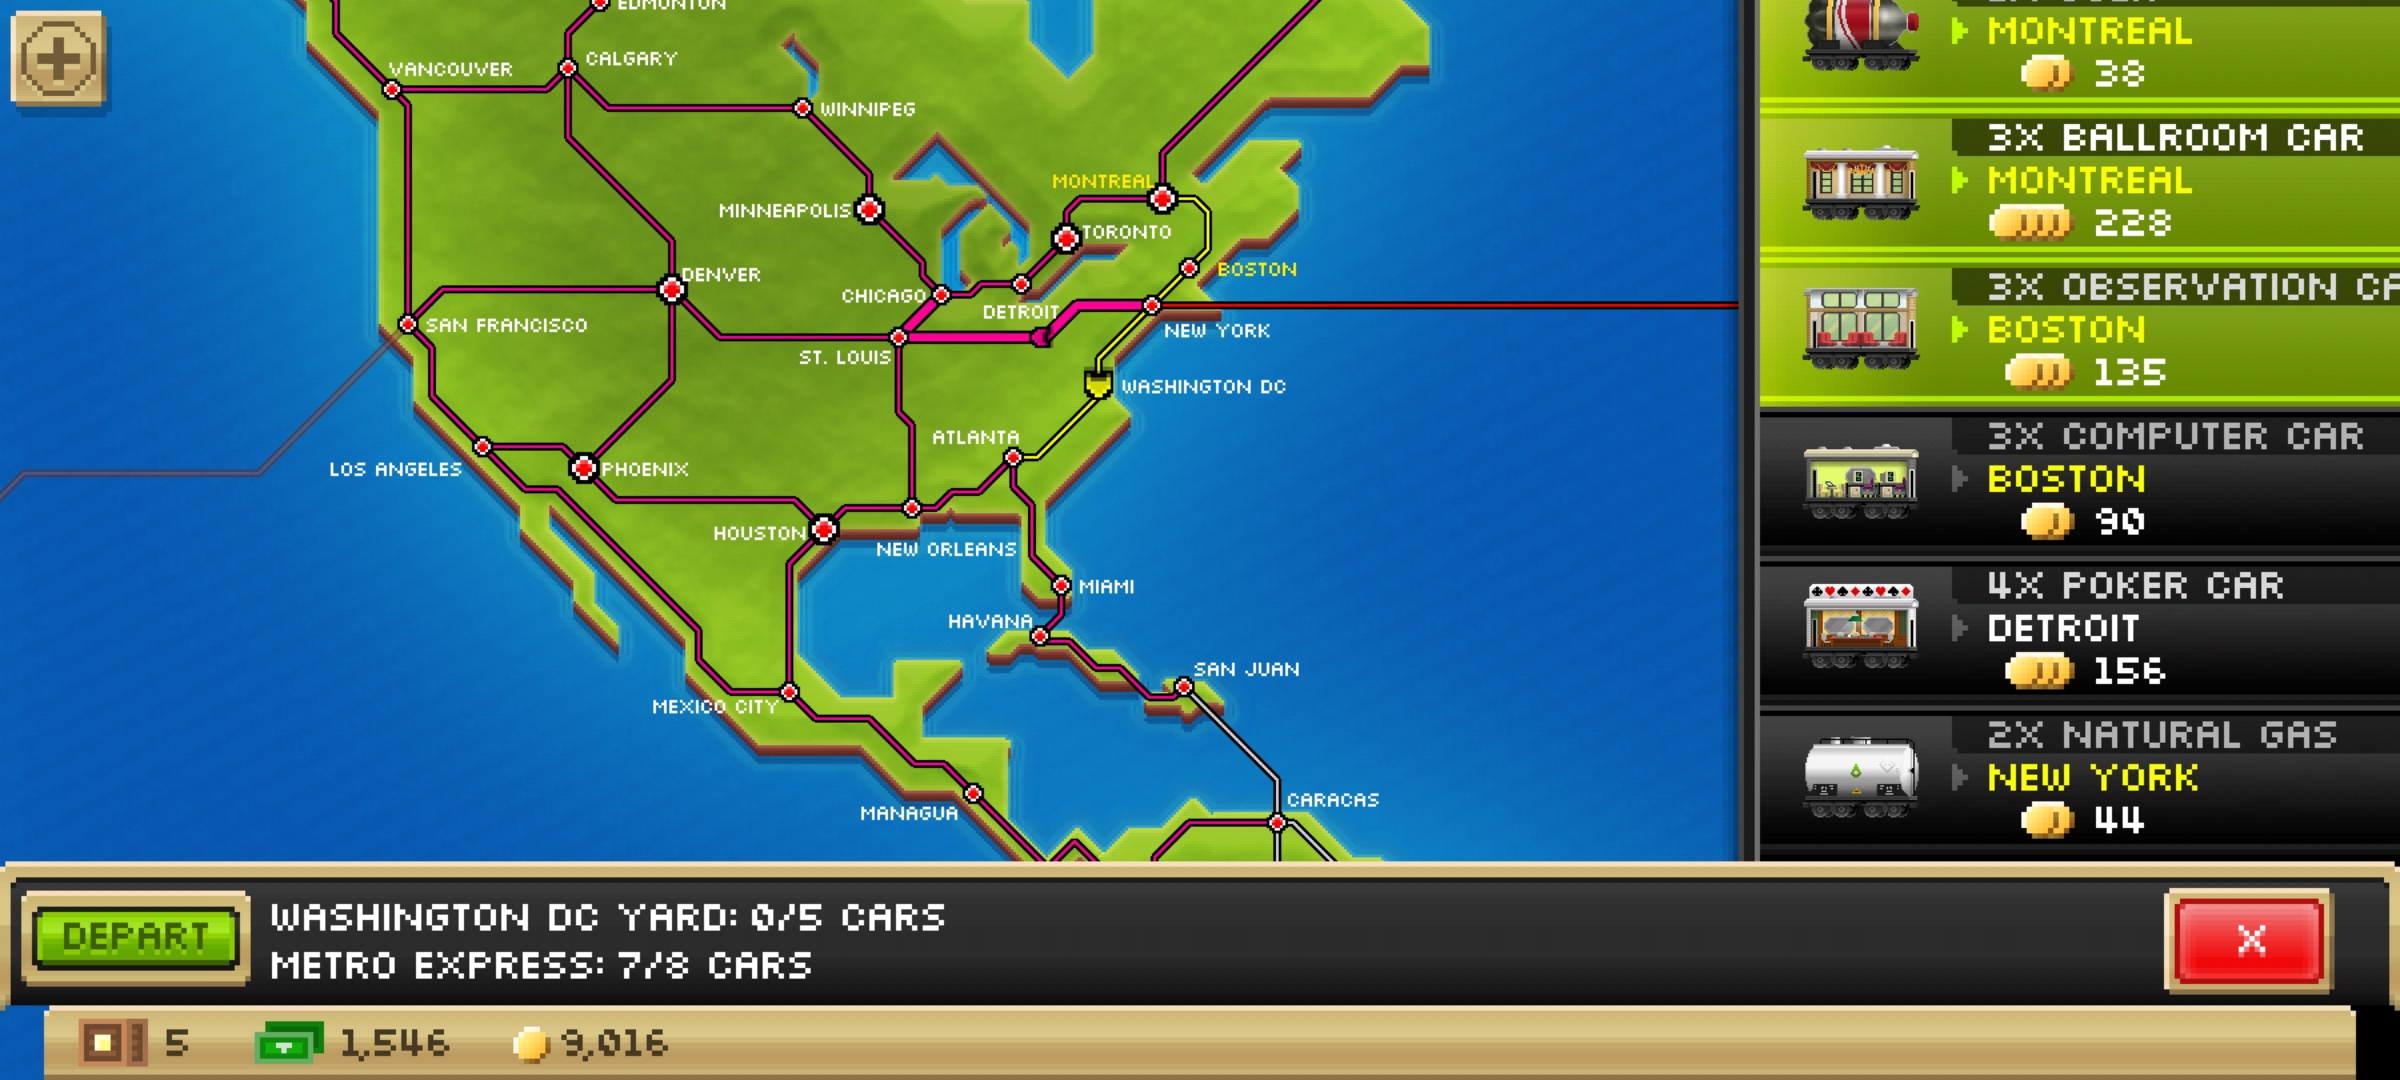 EDMONTON
CALGARY
VANCOUVER
WINNIPEG
MONTREAL
MINNEAPOLIS
TORONTO
DENVER
BOSTON
CHICAGO
DETROIT
SAN FRANCISCO
NEW YORK
ST. LOUIS
WASHINGTON DC
ATLANTA
LOS ANGELES
PHOENIX
HOUSTON
NEW ORLEANS
MIAMI
HAVANA
SAN JUAN
MEXICO CITY
CARACAS
MANAGUA
MONTREAL
38
3X BALLROOM CAR
MONTREAL
228
3X OBSERVATION CA
BOSTON
135
3X COMPUTER CAR
BOSTON
90
4X POKER CAR
DETROIT
156
2X NATURAL GAS
NEW YORK
44
DEPART
WASHINGTON DC YARD: 0/5 CARS
METRO EXPRESS: 7/8 CARS
X
5
1,546
9,016